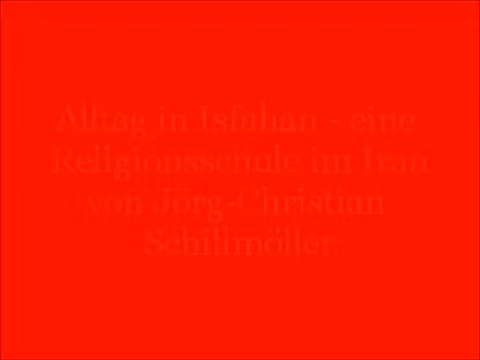 Alltag in Isfahan - eine
Religionsschule im Iran
von Jörg-Christian
Schillmöller